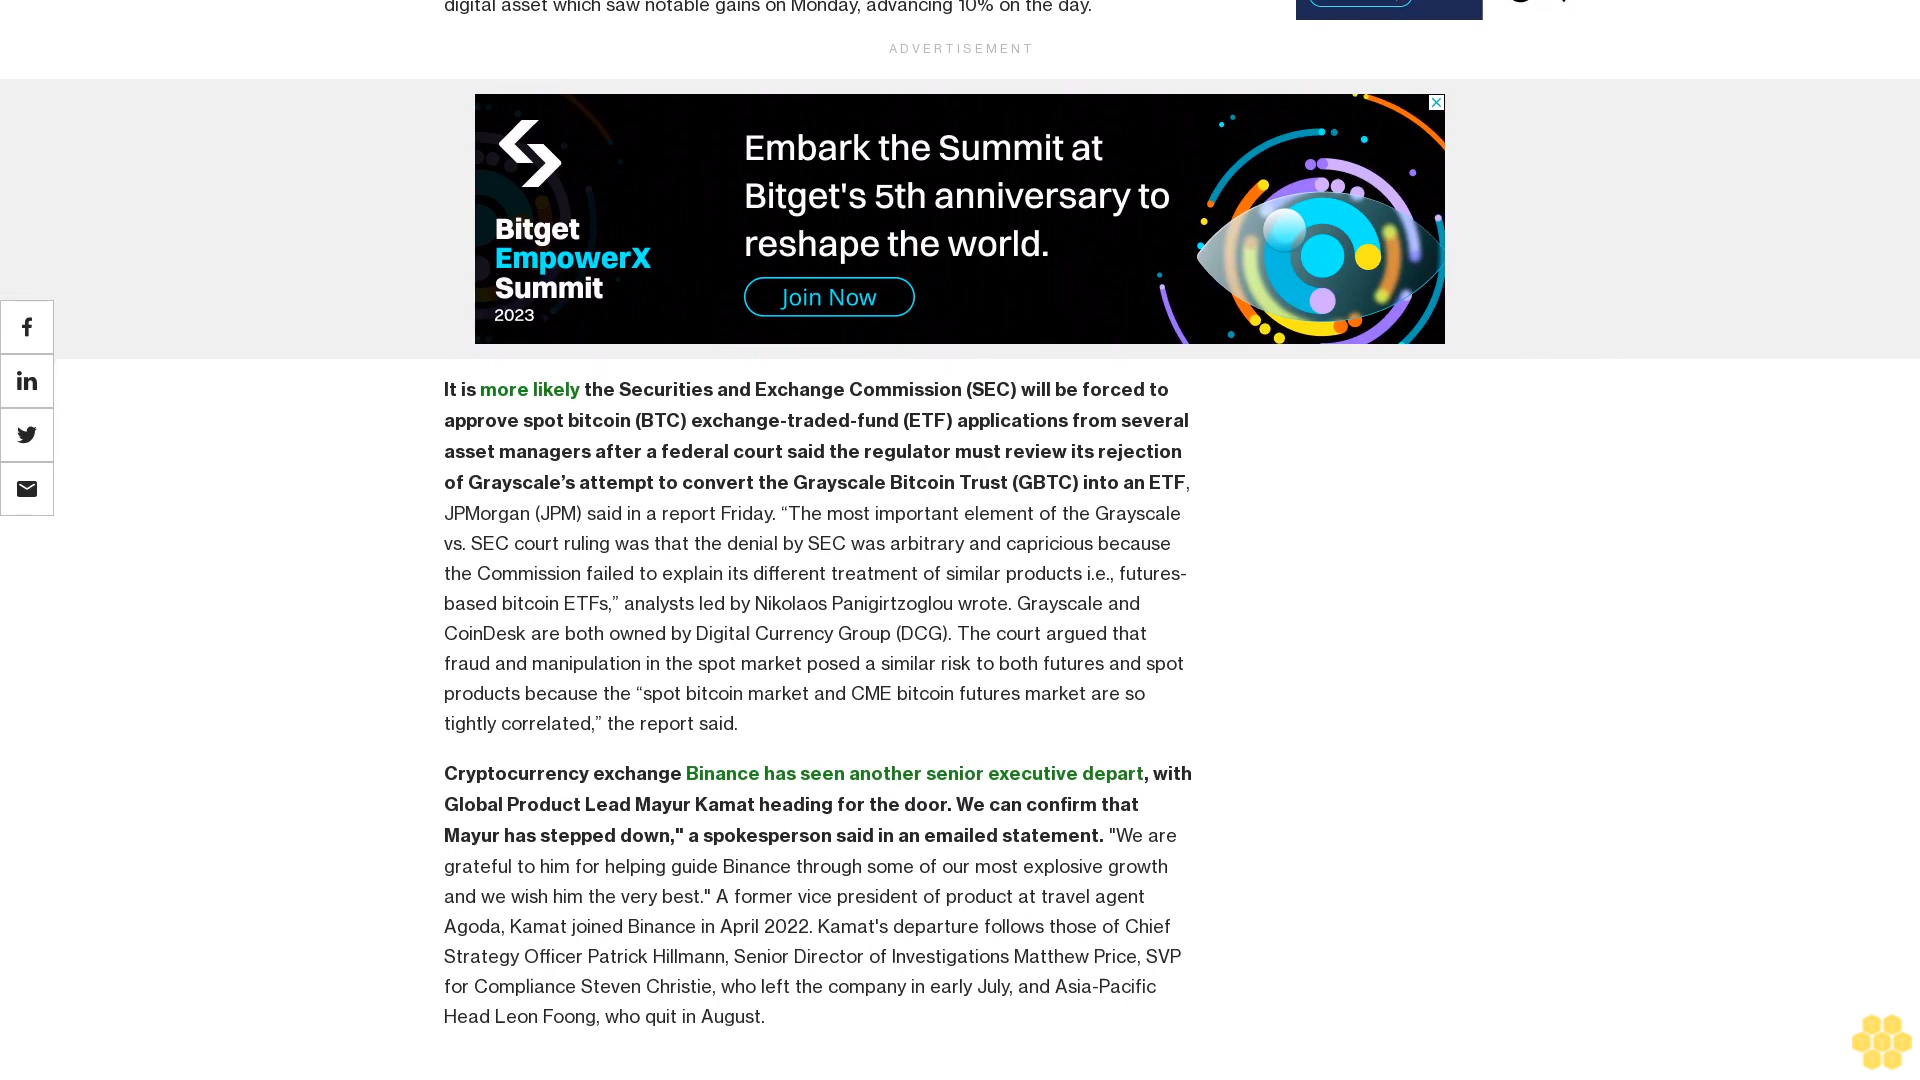 digital asset which saw notable gains on Monday, advancing 10% on the day.
ADVERTISEMENT
Bitget
EmpowerX
Summit
2023
Embark the Summit at
Bitget's 5th anniversary to
reshape the world.
Join Now
It is more likely the Securities and Exchange Commission (SEC) will be forced to
approve spot bitcoin (BTC) exchange-traded-fund (ETF) applications from several
asset managers after a federal court said the regulator must review its rejection
of Grayscale’s attempt to convert the Grayscale Bitcoin Trust (GBTC) into an ETF,
JPMorgan (JPM) said in a report Friday. “The most important element of the Grayscale
vs. SEC court ruling was that the denial by SEC was arbitrary and capricious because
the Commission failed to explain its different treatment of similar products i.e., futures-
based bitcoin ETFs,” analysts led by Nikolaos Panigirtzoglou wrote. Grayscale and
CoinDesk are both owned by Digital Currency Group (DCG). The court argued that
fraud and manipulation in the spot market posed a similar risk to both futures and spot
products because the “spot bitcoin market and CME bitcoin futures market are so
tightly correlated,” the report said.
Cryptocurrency exchange Binance has seen another senior executive depart, with
Global Product Lead Mayur Kamat heading for the door. We can confirm that
Mayur has stepped down," a spokesperson said in an emailed statement. "We are
grateful to him for helping guide Binance through some of our most explosive growth
and we wish him the very best." A former vice president of product at travel agent
Agoda, Kamat joined Binance in April 2022. Kamat's departure follows those of Chief
Strategy Officer Patrick Hillmann, Senior Director of Investigations Matthew Price, SVP
for Compliance Steven Christie, who left the company in early July, and Asia-Pacific
Head Leon Foong, who quit in August.